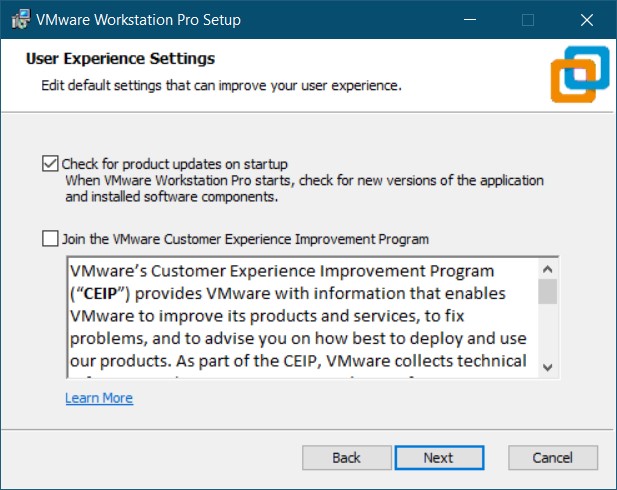 VMware Workstation Pro Setup
User Experience Settings
Edit default settings that can improve your user experience.
Check for product updates on startup
When VMware Workstation Pro starts, check for new versions of the application
and installed software components.
Join the VMware Customer Experience Improvement Program
VMware's Customer Experience Improvement Program
("CEIP") provides VMware with information that enables
VMware to improve its products and services, to fix
problems, and to advise you on how best to deploy and use
our products. As part of the CEIP, VMware collects technical
Learn More
Back
Next
Cancel